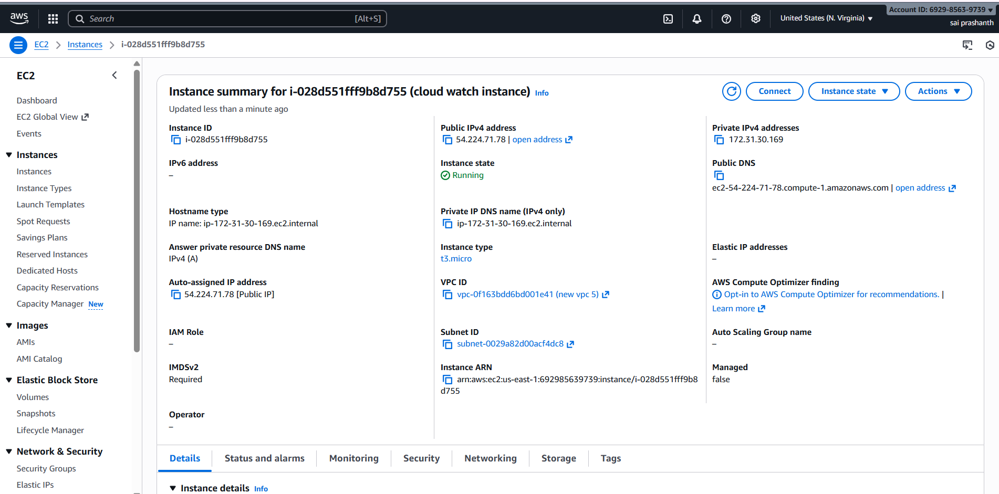 aws
Search [Alt+S]
United States (N. Virginia)
Account ID: 6929-8563-9739
sai prashanth
EC2 > Instances > i-028d551fff9b8d755
EC2
Dashboard
EC2 Global View
Events
Instances
Instances
Instance Types
Launch Templates
Spot Requests
Savings Plans
Reserved Instances
Dedicated Hosts
Capacity Reservations
Capacity Manager New
Images
AMIs
AMI Catalog
Elastic Block Store
Volumes
Snapshots
Lifecycle Manager
Network & Security
Security Groups
Elastic IPs
Instance summary for i-028d551fff9b8d755 (cloud watch instance) Info
Updated less than a minute ago
Connect
Instance state
Actions
Instance ID
i-028d551fff9b8d755
Public IPv4 address
54.224.71.78 | open address
Private IPv4 addresses
172.31.30.169
IPv6 address
–
Instance state
Running
Public DNS
ec2-54-224-71-78.compute-1.amazonaws.com | open address
Hostname type
IP name: ip-172-31-30-169.ec2.internal
Private IP DNS name (IPv4 only)
ip-172-31-30-169.ec2.internal
Answer private resource DNS name
IPv4 (A)
Instance type
t3.micro
Elastic IP addresses
–
Auto-assigned IP address
54.224.71.78 [Public IP]
VPC ID
vpc-0f163bdd6bd001e41 (new vpc 5)
AWS Compute Optimizer finding
Opt-in to AWS Compute Optimizer for recommendations. |
Learn more
IAM Role
–
Subnet ID
subnet-0029a82d00acf4dc8
Auto Scaling Group name
–
IMDSv2
Required
Instance ARN
arn:aws:ec2:us-east-1:692985639739:instance/i-028d551fff9b8
d755
Managed
false
Operator
–
Details
Status and alarms
Monitoring
Security
Networking
Storage
Tags
Instance details Info